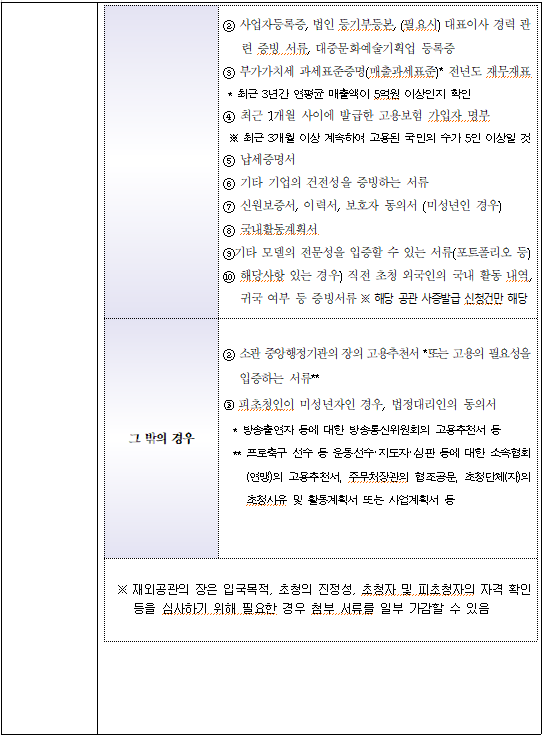 ② 사업자등록증, 법인 등기부등본, (필요시) 대표이사 경력 관
련 증빙 서류, 대중문화예술기획업 등록증
③ 부가가치세 과세표준증명(매출과세표준)* 전년도 재무제표
* 최근 3년간 연평균 매출액이 5억원 이상인지 확인
④ 최근 1개월 사이에 발급한 고용보험 가입자 명부
※ 최근 3개월 이상 계속하여 고용된 국민의 수가 5인 이상일 것
⑤ 납세증명서
⑥ 기타 기업의 건전성을 증빙하는 서류
⑦ 신원보증서, 이력서, 보호자 동의서 (미성년인 경우)
⑧ 국내활동계획서
⑨기타 모델의 전문성을 입증할 수 있는 서류(포트폴리오 등)
⑩ 해당사항 있는 경우) 직전 초청 외국인의 국내 활동 내역,
귀국 여부 등 증빙서류 ※ 해당 공관 사증발급 신청건만 해당
그 밖의 경우
② 소관 중앙행정기관의 장의 고용추천서 *또는 고용의 필요성을
입증하는 서류**
③ 피초청인이 미성년자인 경우, 법정대리인의 동의서
* 방송출연자 등에 대한 방송통신위원회의 고용추천서 등
** 프로축구 선수 등 운동선수·지도자·심판 등에 대한 소속협회
(연맹)의 고용추천서, 주무처장관의 협조공문, 초청단체(자)의
초청사유 및 활동계획서 또는 사업계획서 등
※ 재외공관의 장은 입국목적, 초청의 진정성, 초청자 및 피초청자의 자격 확인
등을 심사하기 위해 필요한 경우 첨부 서류를 일부 가감할 수 있음